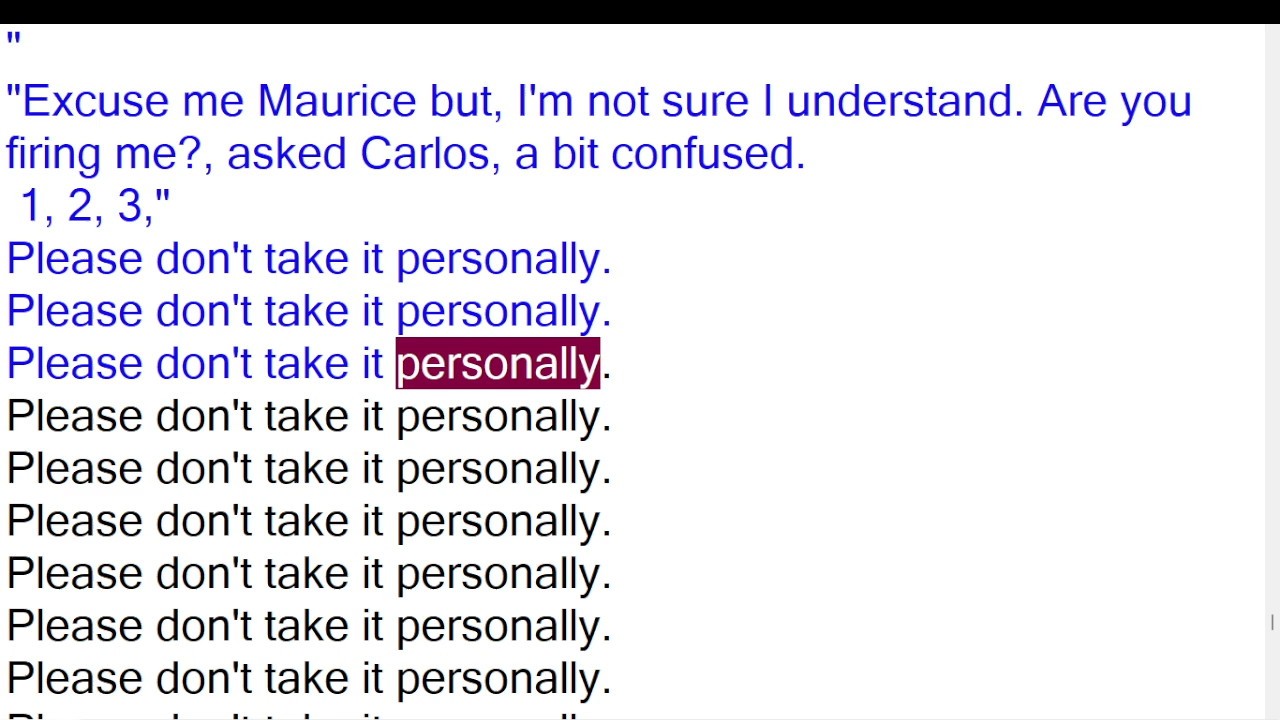 "
"Excuse me Maurice but, I'm not sure I understand. Are you
firing me?, asked Carlos, a bit confused.
 1, 2, 3,"
Please don't take it personally.
Please don't take it personally.
Please don't take it personally.
Please don't take it personally.
Please don't take it personally.
Please don't take it personally.
Please don't take it personally.
Please don't take it personally.
Please don't take it personally.